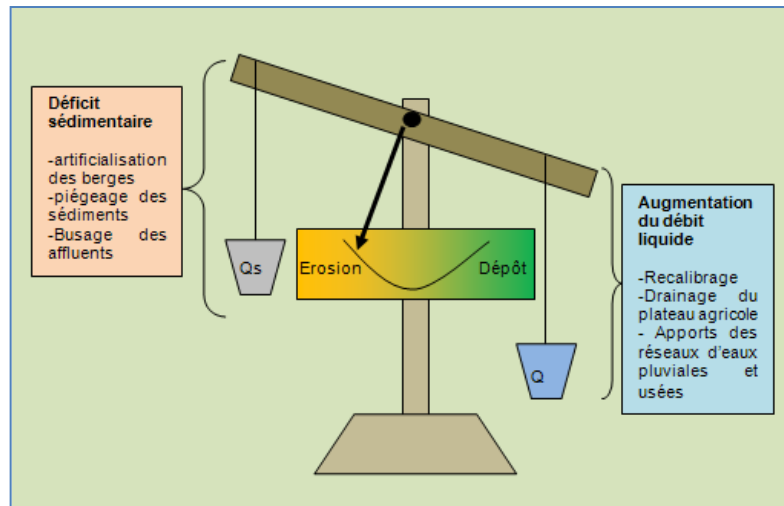 Déficit
sédimentaire
-artificialisation
des berges
-piégeage des
sédiments
-Busage des
affluents
Qs
Erosion
Dépôt
Q
Augmentation
du débit
liquide
-Recalibrage
-Drainage du
plateau agricole
- Apports des
réseaux d'eaux
pluviales et
usées